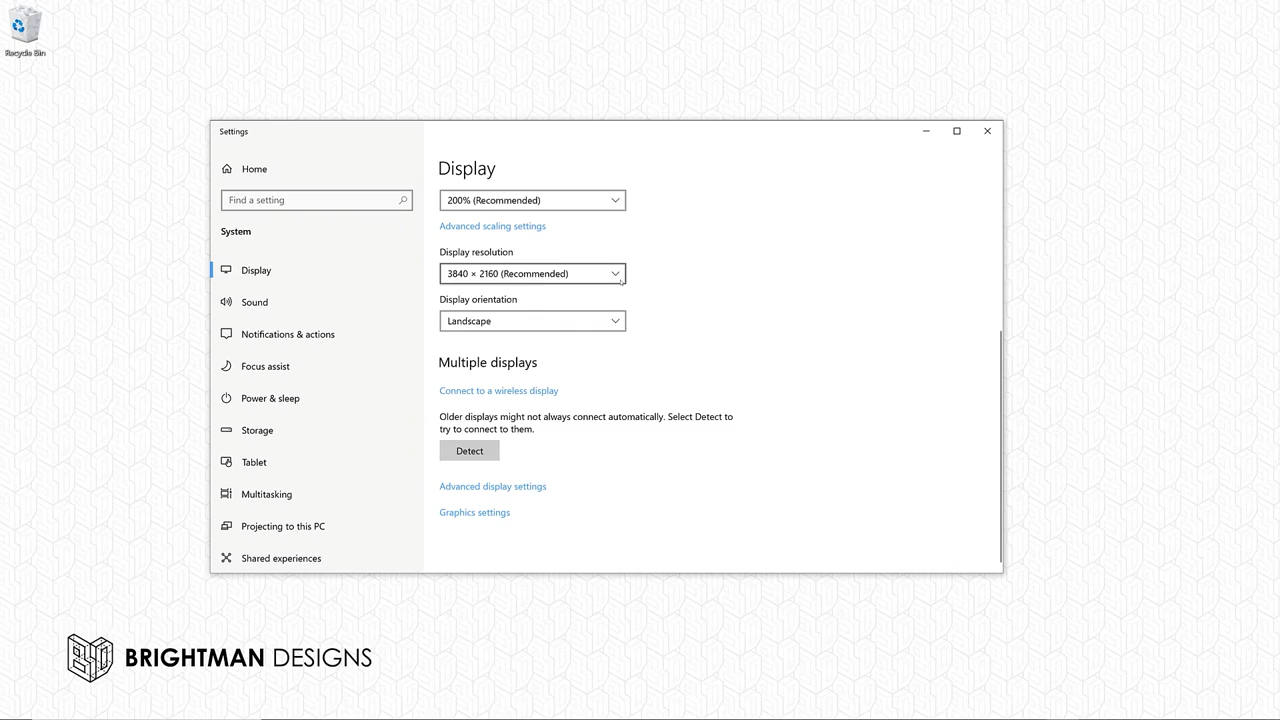 Recycle Bin
Settings
Home
Find a setting
System
Display
Sound
Notifications & actions
Focus assist
Power & sleep
Storage
Tablet
Multitasking
Projecting to this PC
Shared experiences
Display
200% (Recommended)
Advanced scaling settings
Display resolution
3840 × 2160 (Recommended)
Display orientation
Landscape
Multiple displays
Connect to a wireless display
Older displays might not always connect automatically. Select Detect to
try to connect to them.
Detect
Advanced display settings
Graphics settings
BRIGHTMAN DESIGNS